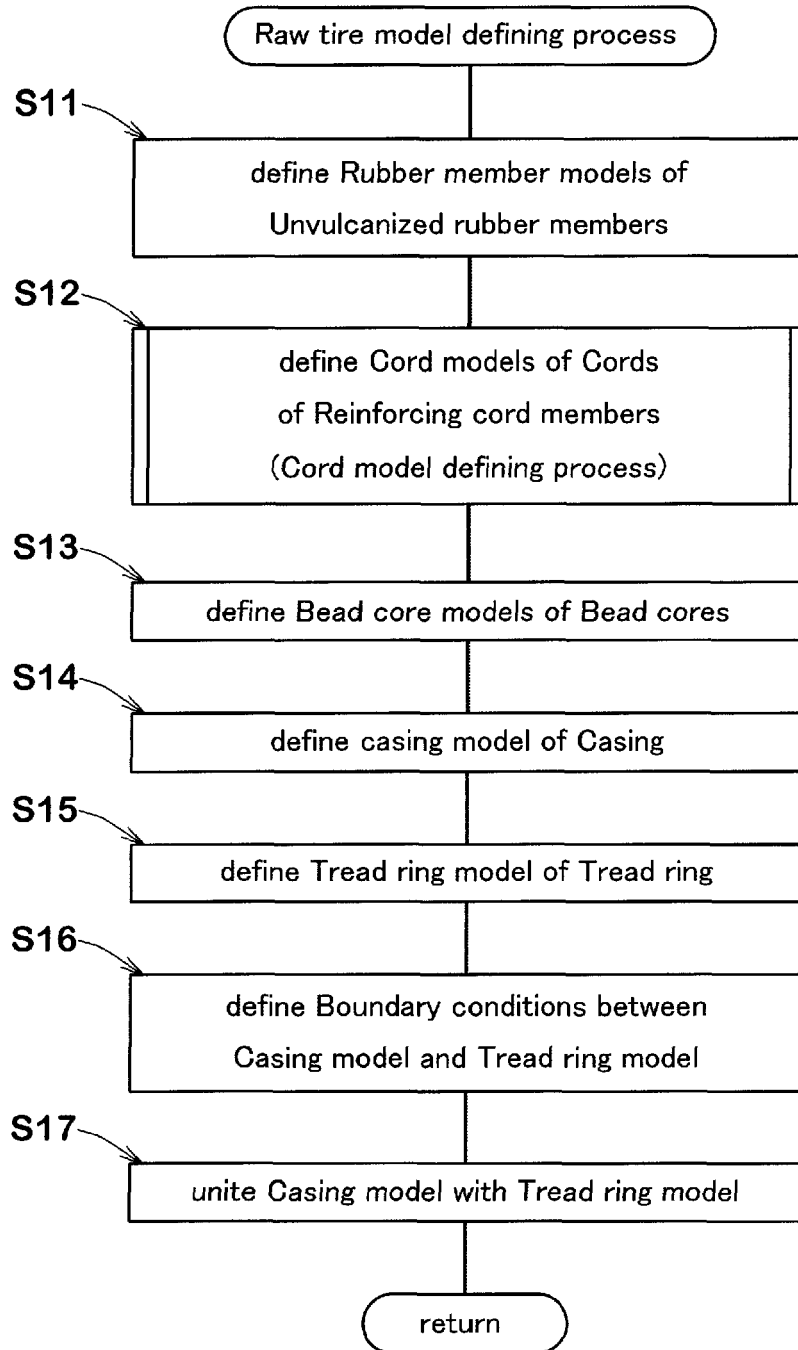 Raw tire model defining process
S11
define Rubber member models of
Unvulcanized rubber members
S12
define Cord models of Cords
of Reinforcing cord members
(Cord model defining process)
S13
define Bead core models of Bead cores
S14
define casing model of Casing
S15
define Tread ring model of Tread ring
S16
define Boundary conditions between
Casing model and Tread ring model
S17
unite Casing model with Tread ring model
return